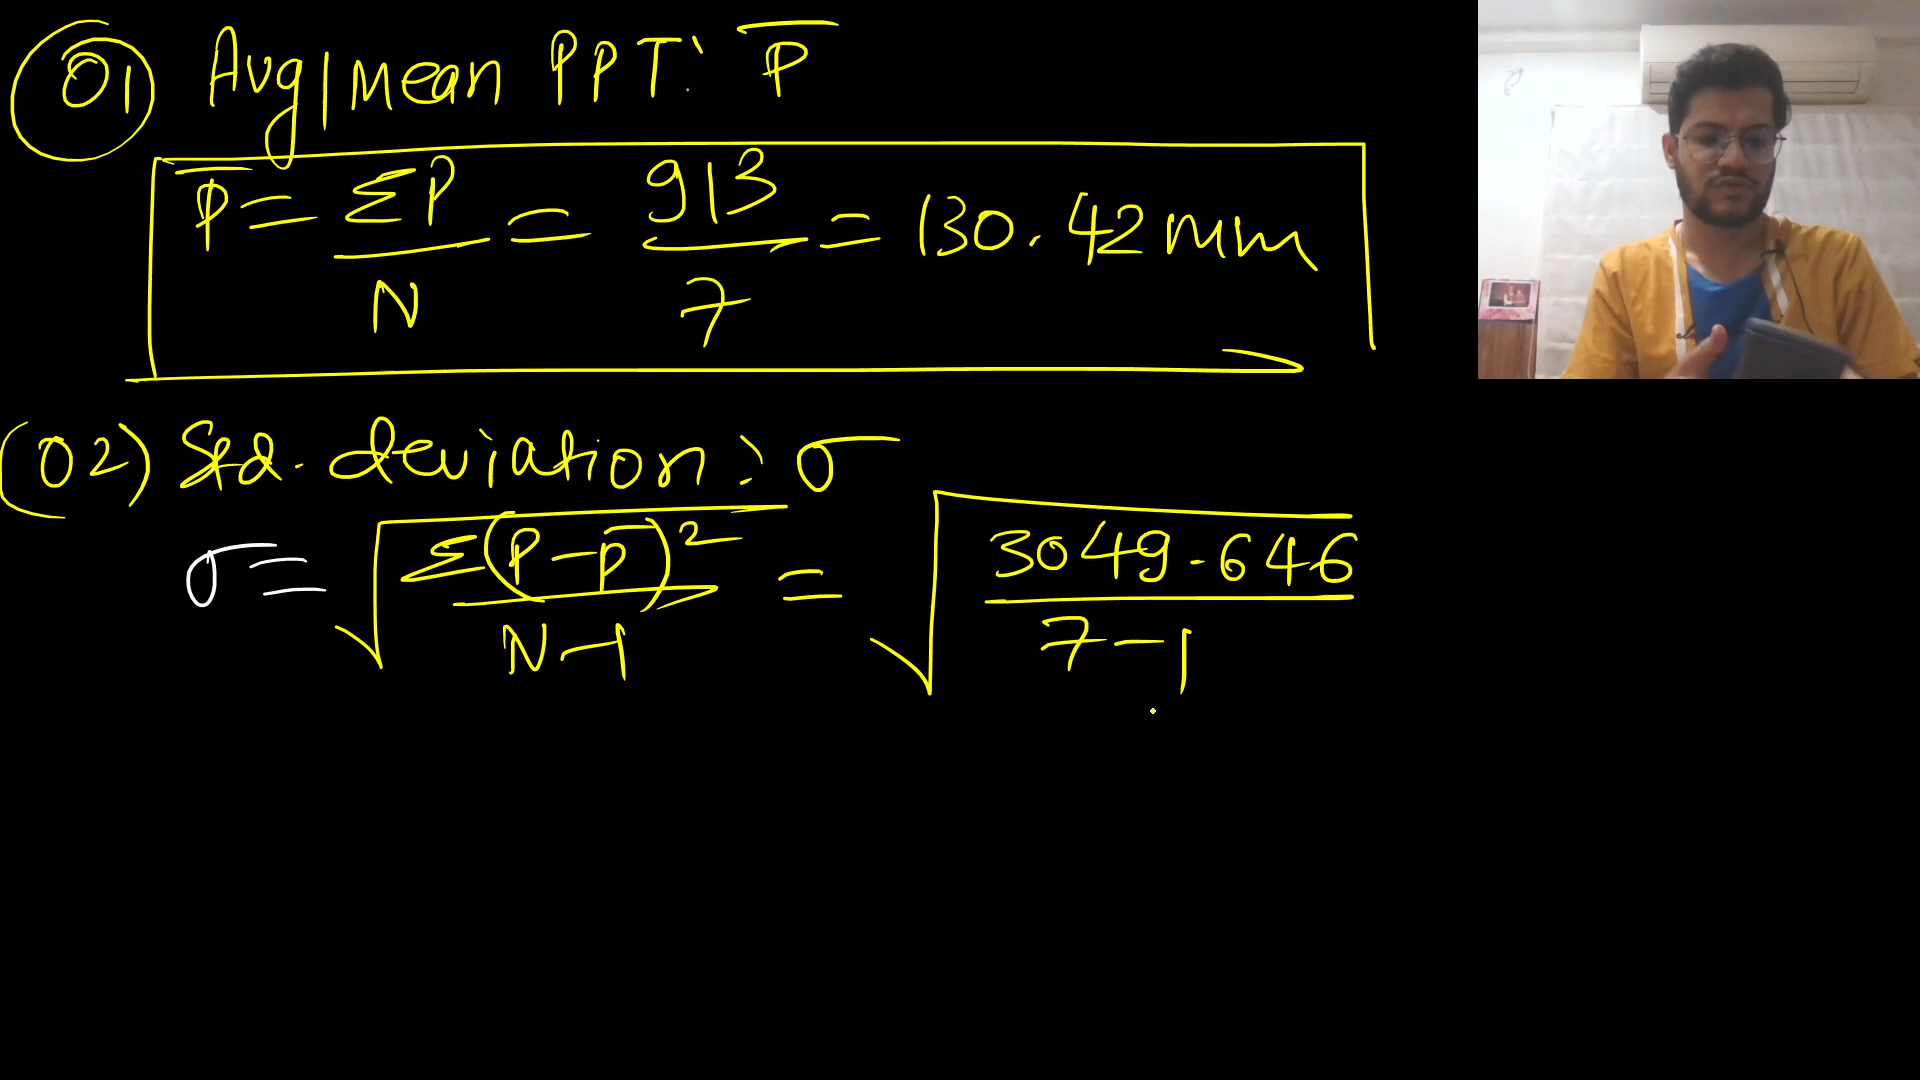 01 Avg/Mean PPT: P̅
P̅ = ΣP/N = 913/7 = 130.42 mm
(02) Std. deviation: σ
σ = √(Σ(P-P̅)²/N-1) = √(3049.646/7-1)